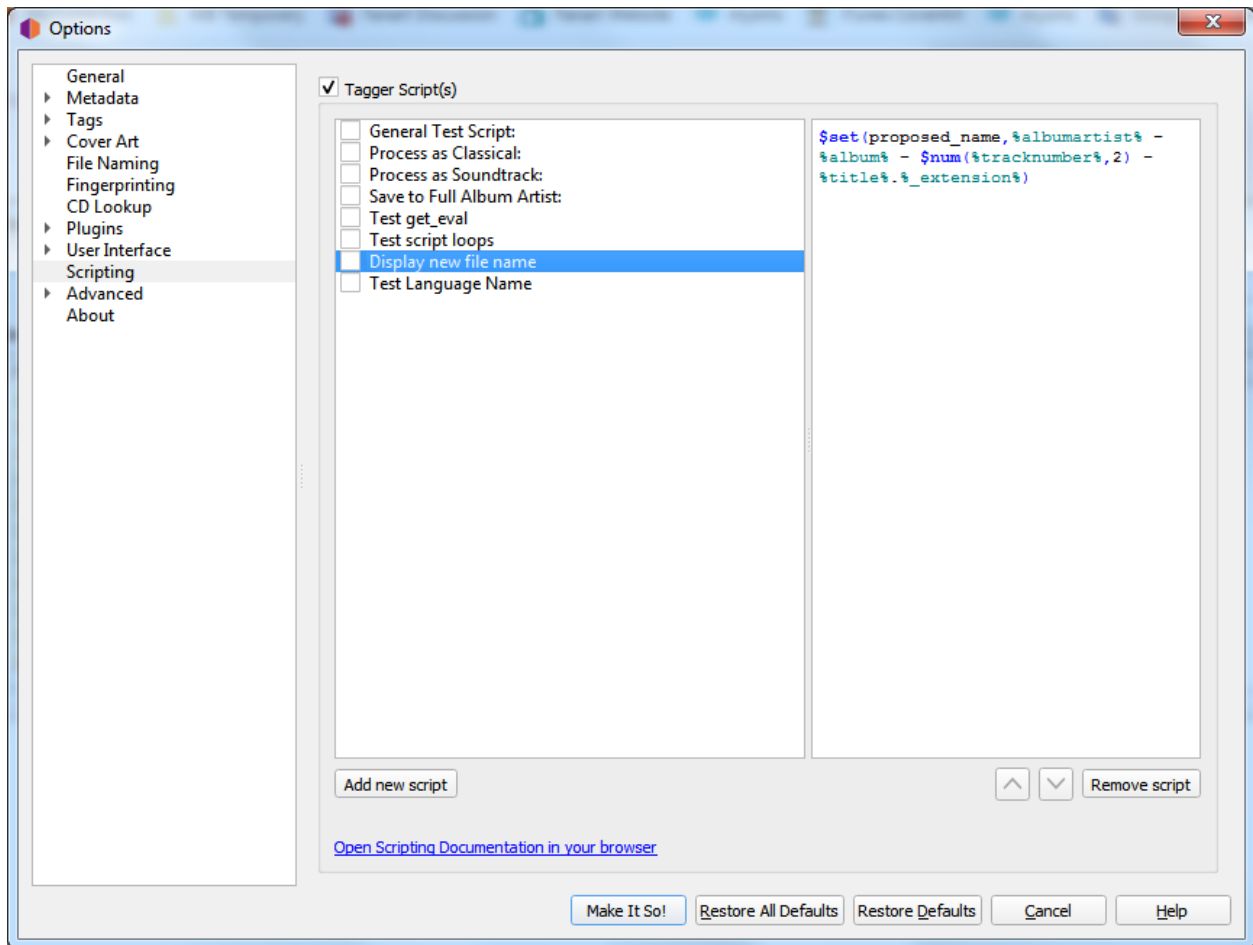 Options
General
Metadata
Tags
Cover Art
File Naming
Fingerprinting
CD Lookup
Plugins
User Interface
Scripting
Advanced
About
Tagger Script(s)
General Test Script:
Process as Classical:
Process as Soundtrack:
Save to Full Album Artist:
Test get_eval
Test script loops
Display new file name
Test Language Name
$set(proposed_name,%albumartist% -
%album% - $num(%tracknumber%,2) -
%title%.%_extension%)
Add new script
Remove script
Open Scripting Documentation in your browser
Make It So!
Restore All Defaults
Restore Defaults
Cancel
Help